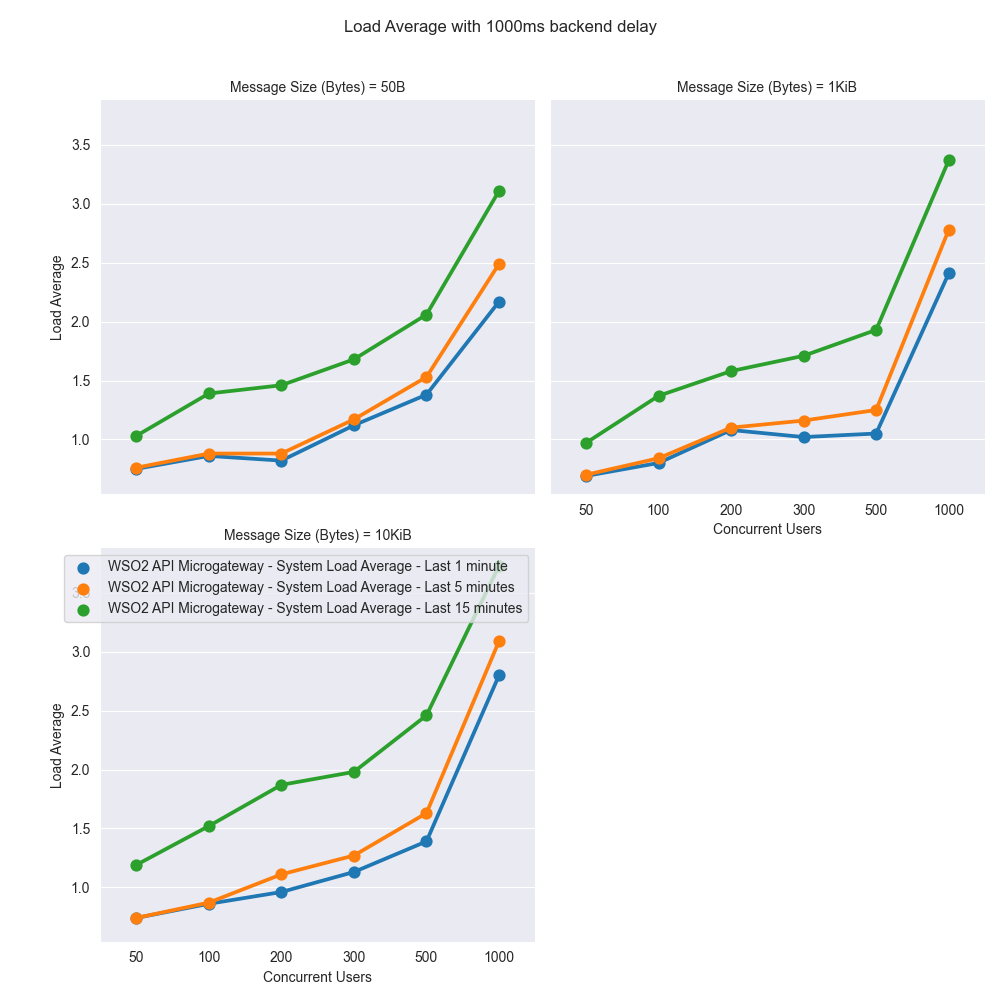 Load Average with 1000ms backend delay
Message Size (Bytes) = 50B
3.5
3.0
2.5
2.0
1.5
1.0
Load Average
Message Size (Bytes) = 1KiB
50 100 200 300 500 1000
Concurrent Users
Message Size (Bytes) = 10KiB
WSO2 API Microgateway - System Load Average - Last 1 minute
WSO2 API Microgateway - System Load Average - Last 5 minutes
WSO2 API Microgateway - System Load Average - Last 15 minutes
3.5
3.0
2.5
2.0
1.5
1.0
Load Average
50 100 200 300 500 1000
Concurrent Users